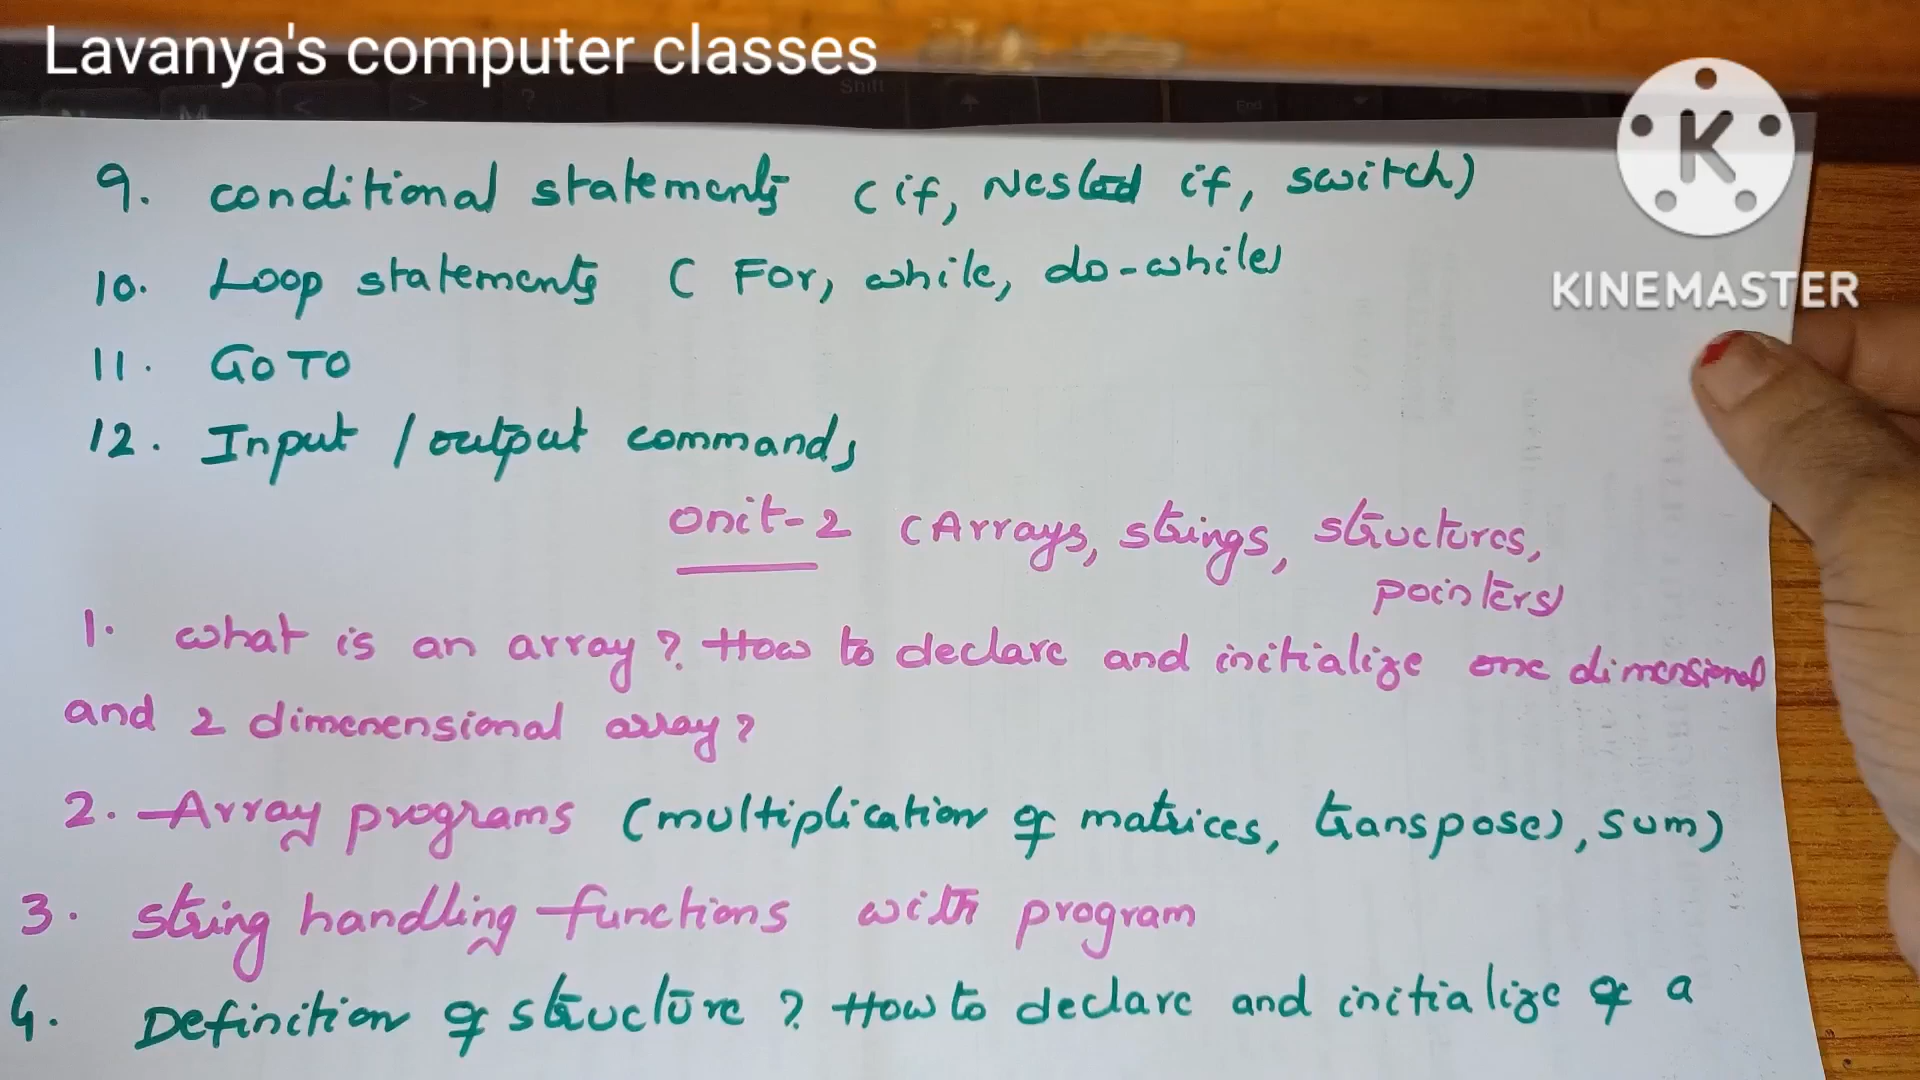 Lavanya's computer classes
9. conditional statements (if, Nested if, switch)
10. Loop statements (For, while, do-while)
11. GOTO
12. Input / output commands
KINEMASTER
Unit-2 (Arrays, strings, structures,
pointers)
1. what is an array? How to declare and initialize one dimensional
and 2 dimenensional array?
2. Array programs (multiplication of matrices, transpose), sum)
3. string handling functions with program
4. Definition of structure? How to declare and initialize of a